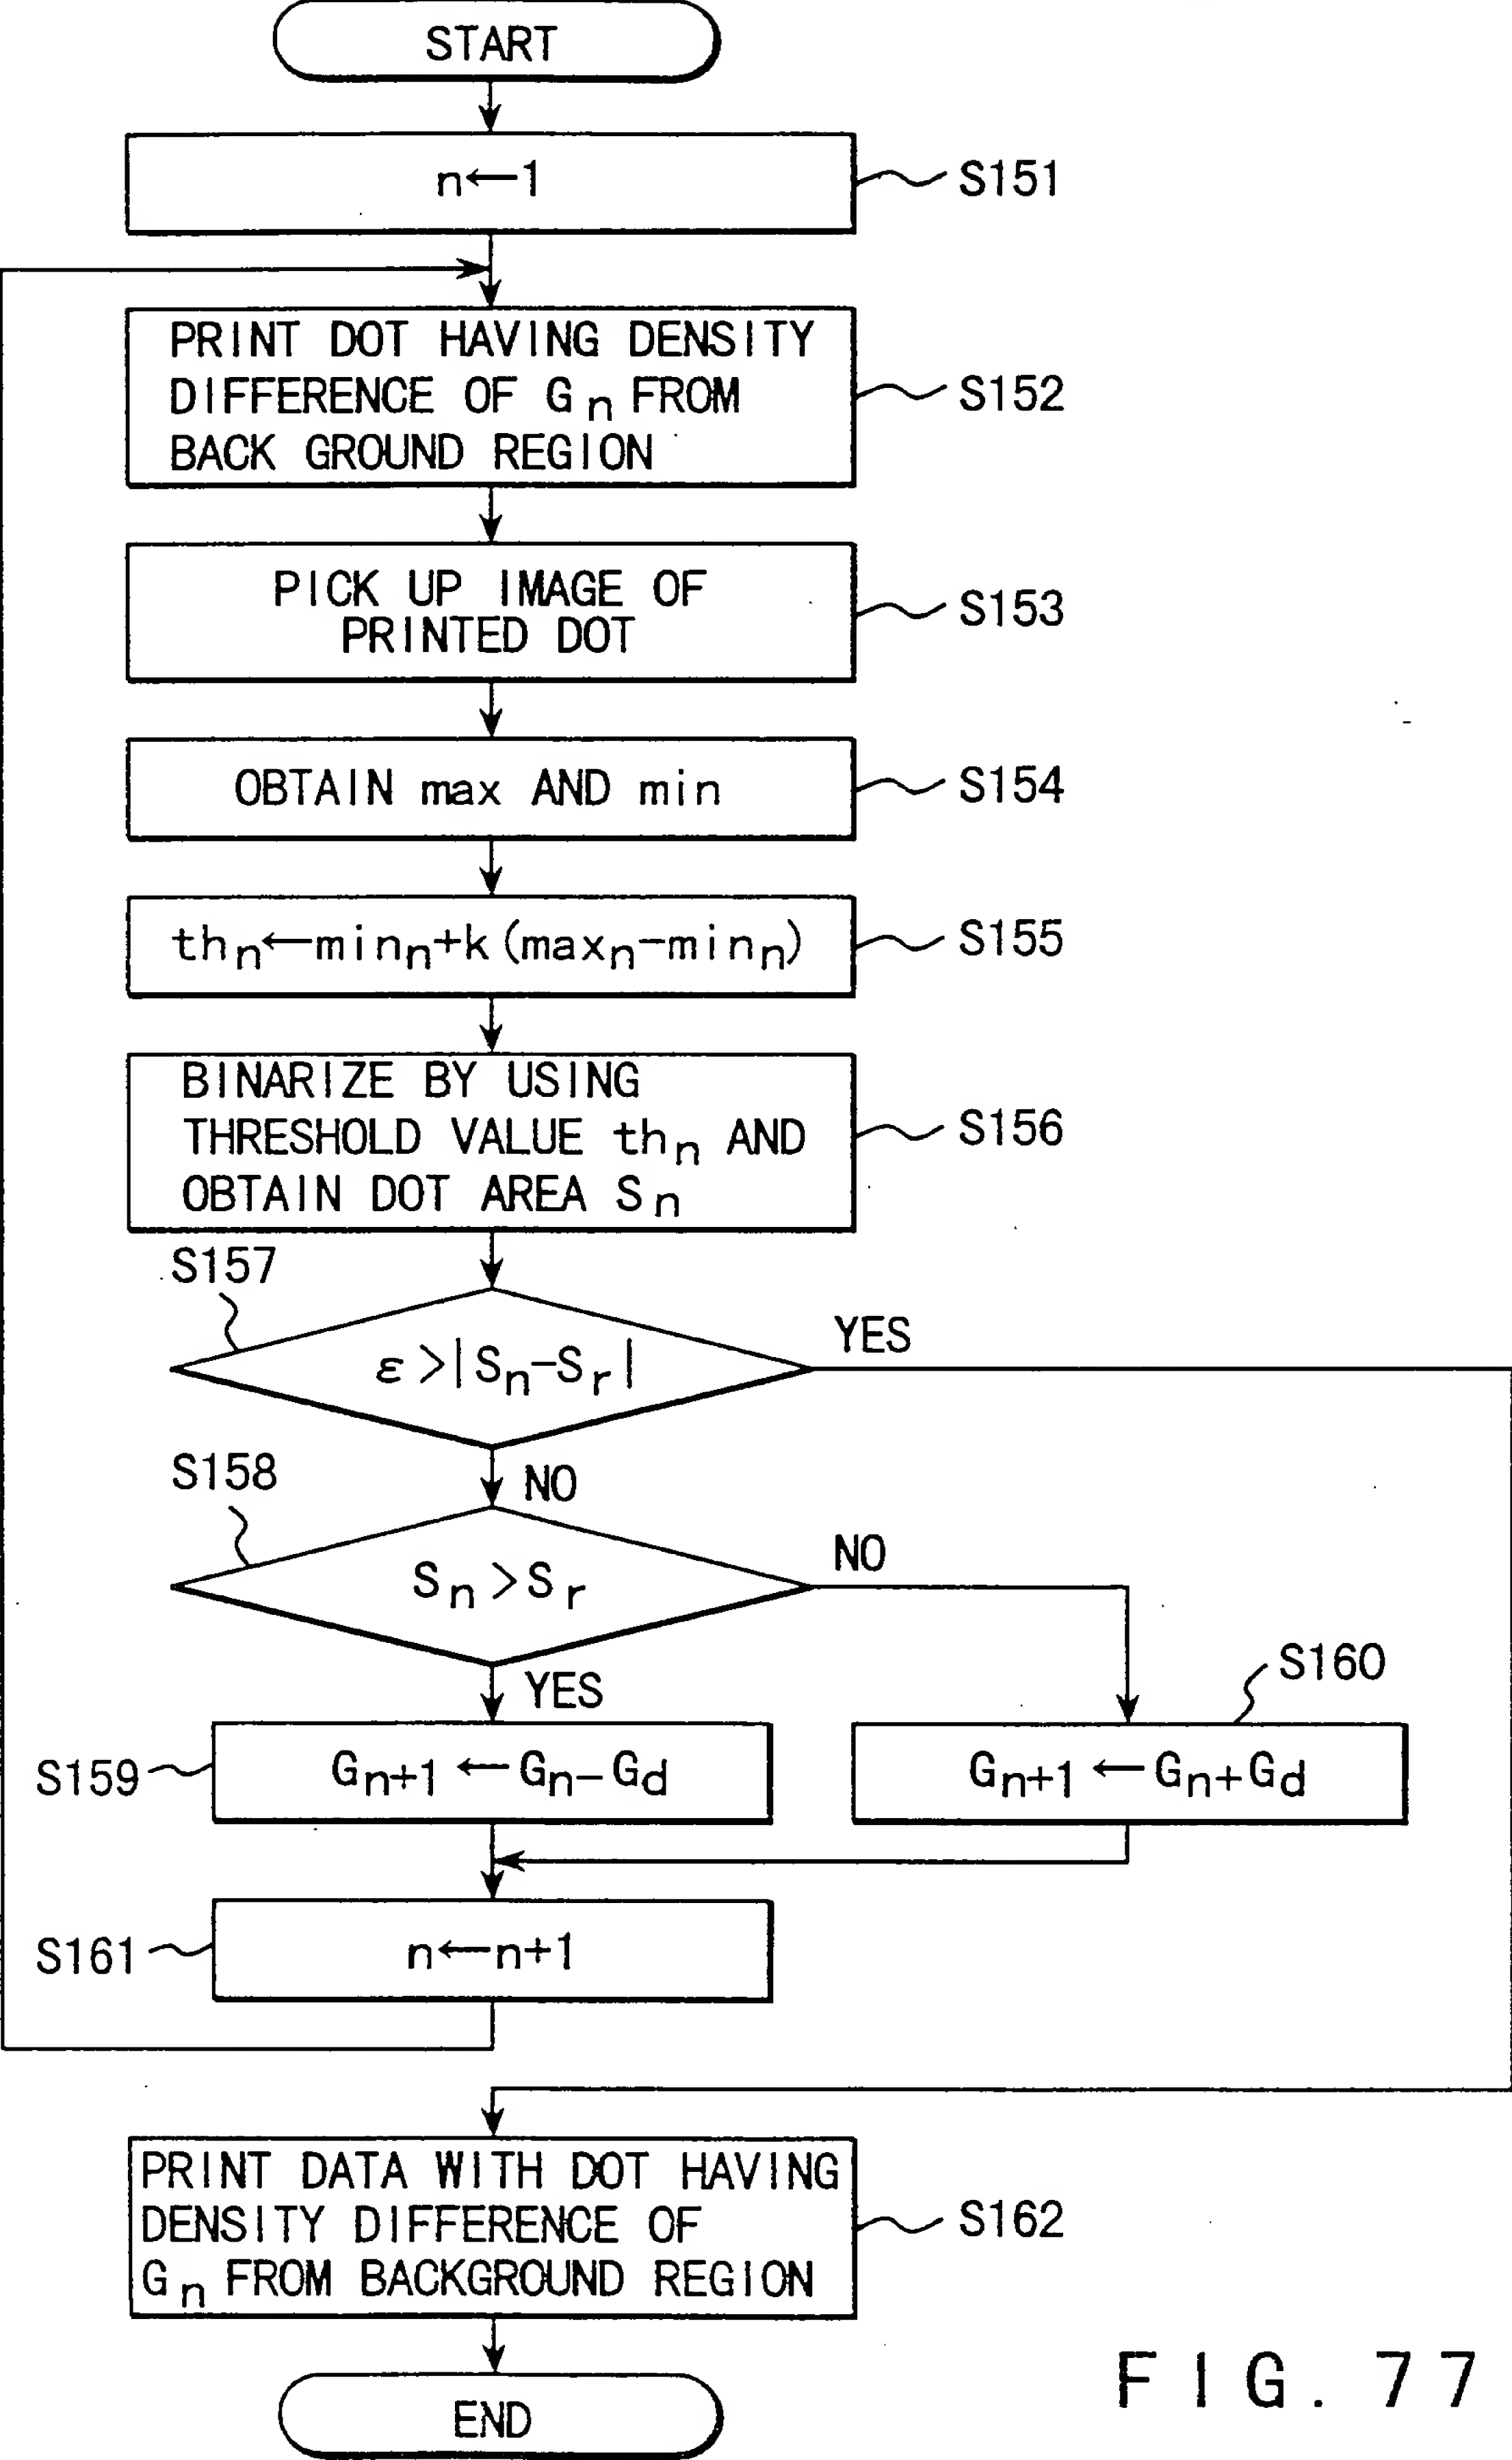 START
n←1
S151
PRINT DOT HAVING DENSITY
DIFFERENCE OF Gn FROM
BACK GROUND REGION
S152
PICK UP IMAGE OF
PRINTED DOT
S153
OBTAIN max AND min
S154
thn←minn+k(maxn−minn)
S155
BINARIZE BY USING
THRESHOLD VALUE thn AND
OBTAIN DOT AREA Sn
S156
S157
ε>|Sn−Sr|
YES
NO
S158
Sn>Sr
NO
YES
S159
Gn+1←Gn−Gd
S160
Gn+1←Gn+Gd
S161
n←n+1
PRINT DATA WITH DOT HAVING
DENSITY DIFFERENCE OF
Gn FROM BACKGROUND REGION
S162
END
FIG. 77